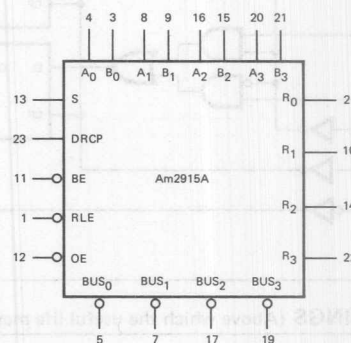 4 3 8 9 16 15 20 21
A0 B0 A1 B1 A2 B2 A3 B3
13 S R0
23 DRCP R1
11 BE Am2915A
1 RLE R2
12 OE R3
BUS0 BUS1 BUS2 BUS3
5 7 17 19